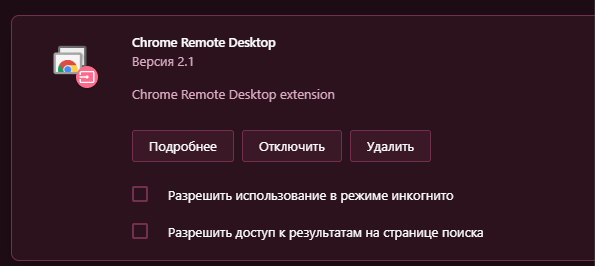 Chrome Remote Desktop
Версия 2.1
Chrome Remote Desktop extension
Подробнее Отключить Удалить
Разрешить использование в режиме инкогнито
Разрешить доступ к результатам на странице поиска